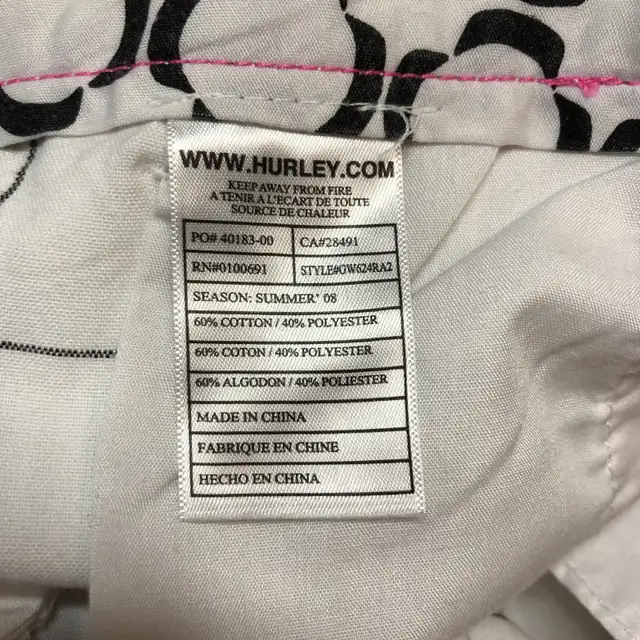 WWW.HURLEY.COM
KEEP AWAY FROM FIRE
A TENIR A L'ECART DE TOUTE
SOURCE DE CHALEUR
PO# 40183-00 CA#28491
RN#0100691 STYLE#GW624RA2
SEASON: SUMMER' 08
60% COTTON / 40% POLYESTER
60% COTON / 40% POLYESTER
60% ALGODON / 40% POLIESTER
MADE IN CHINA
FABRIQUE EN CHINE
HECHO EN CHINA